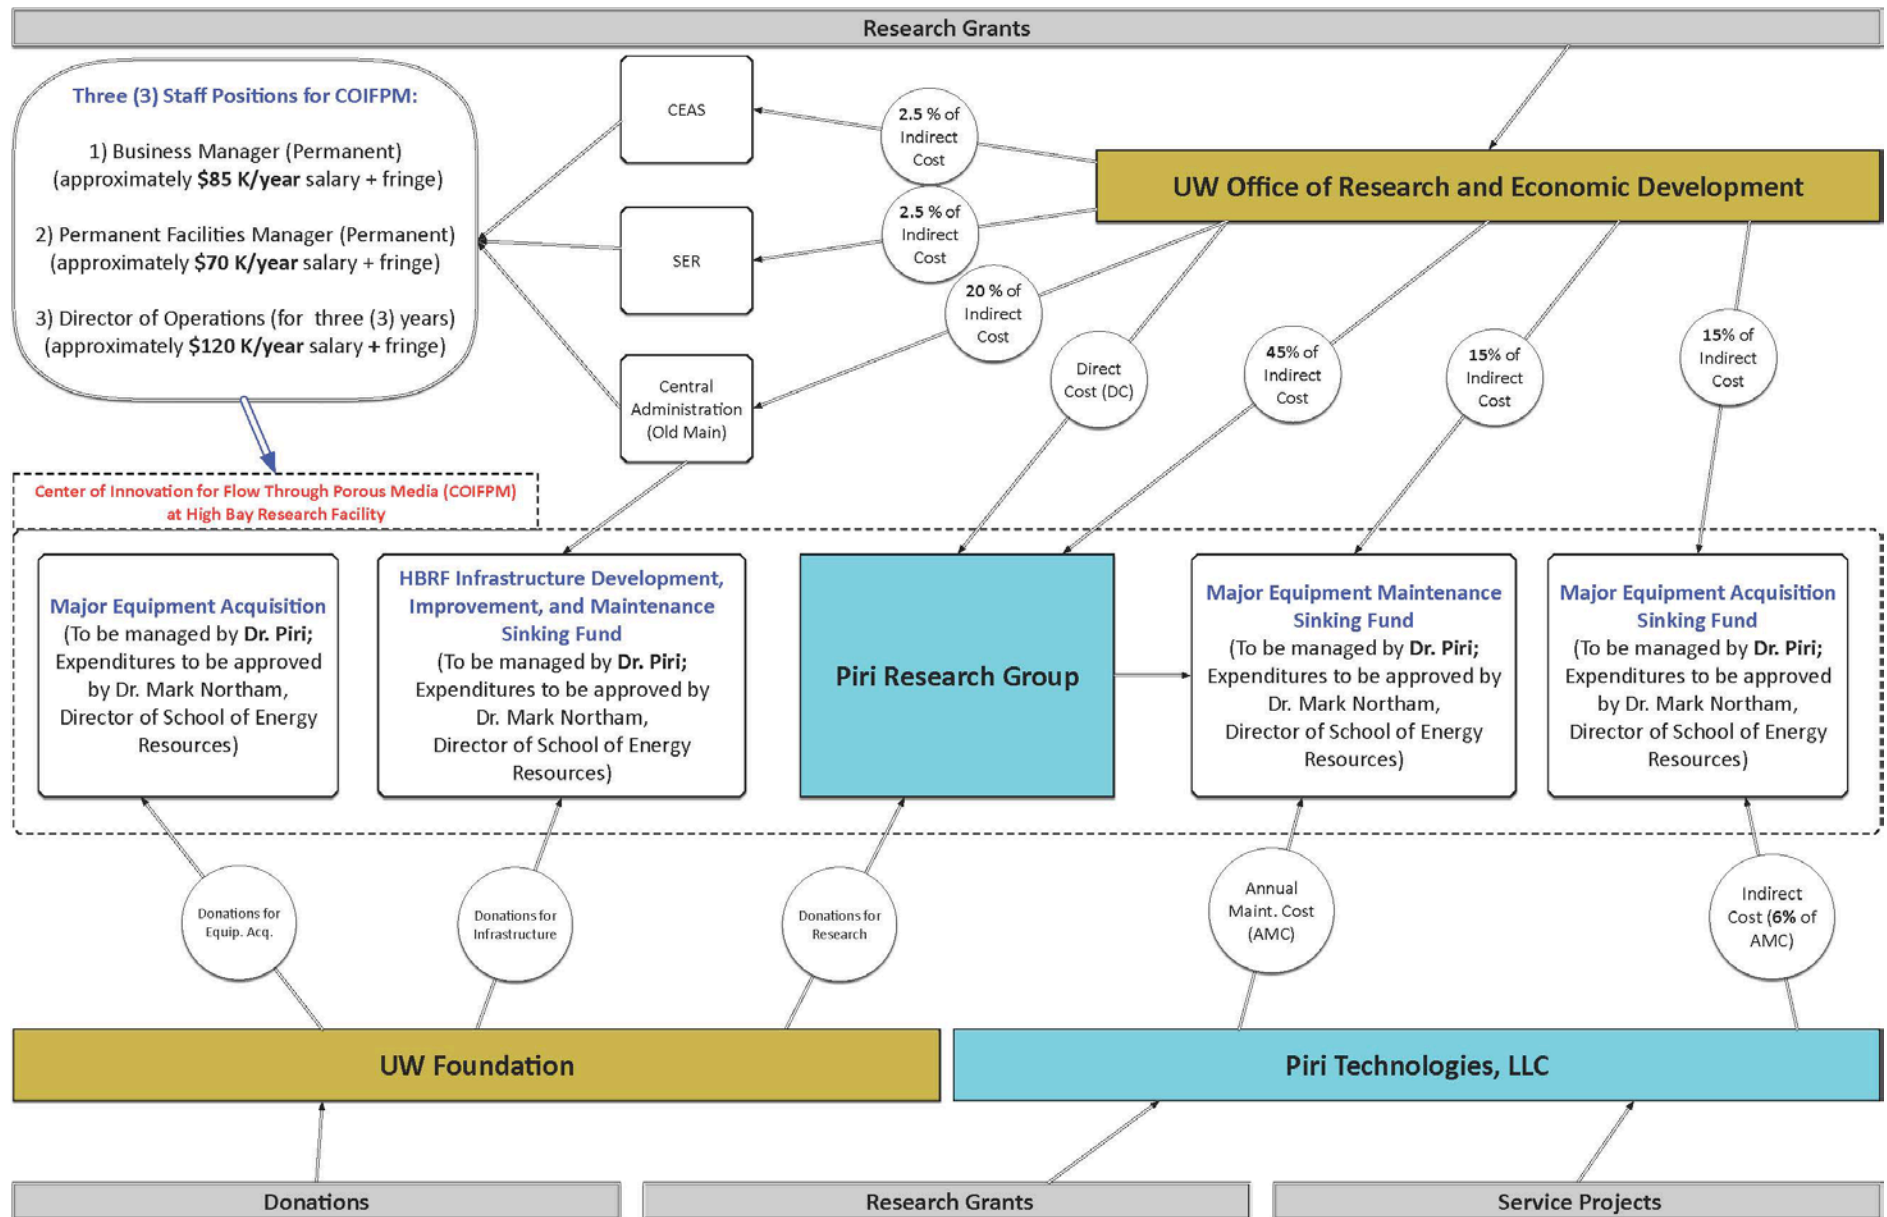 Research Grants
Three (3) Staff Positions for COIFPM:
1) Business Manager (Permanent)
(approximately $85 K/year salary + fringe)
2) Permanent Facilities Manager (Permanent)
(approximately $70 K/year salary + fringe)
3) Director of Operations (for three (3) years)
(approximately $120 K/year salary + fringe)
CEAS
SER
Central
Administration
(Old Main)
2.5 % of
Indirect
Cost
2.5 % of
Indirect
Cost
20 % of
Indirect
Cost
UW Office of Research and Economic Development
Direct
Cost (DC)
45% of
Indirect
Cost
15% of
Indirect
Cost
15% of
Indirect
Cost
Center of Innovation for Flow Through Porous Media (COIFPM)
at High Bay Research Facility
Major Equipment Acquisition
(To be managed by Dr. Piri;
Expenditures to be approved
by Dr. Mark Northam,
Director of School of Energy
Resources)
HBRF Infrastructure Development,
Improvement, and Maintenance
Sinking Fund
(To be managed by Dr. Piri;
Expenditures to be approved by
Dr. Mark Northam,
Director of School of Energy
Resources)
Piri Research Group
Major Equipment Maintenance
Sinking Fund
(To be managed by Dr. Piri;
Expenditures to be approved by
Dr. Mark Northam,
Director of School of Energy
Resources)
Major Equipment Acquisition
Sinking Fund
(To be managed by Dr. Piri;
Expenditures to be approved
by Dr. Mark Northam,
Director of School of Energy
Resources)
Donations for
Equip. Acq.
Donations for
Infrastructure
Donations for
Research
Annual
Maint. Cost
(AMC)
Indirect
Cost (6% of
AMC)
UW Foundation
Piri Technologies, LLC
Donations
Research Grants
Service Projects